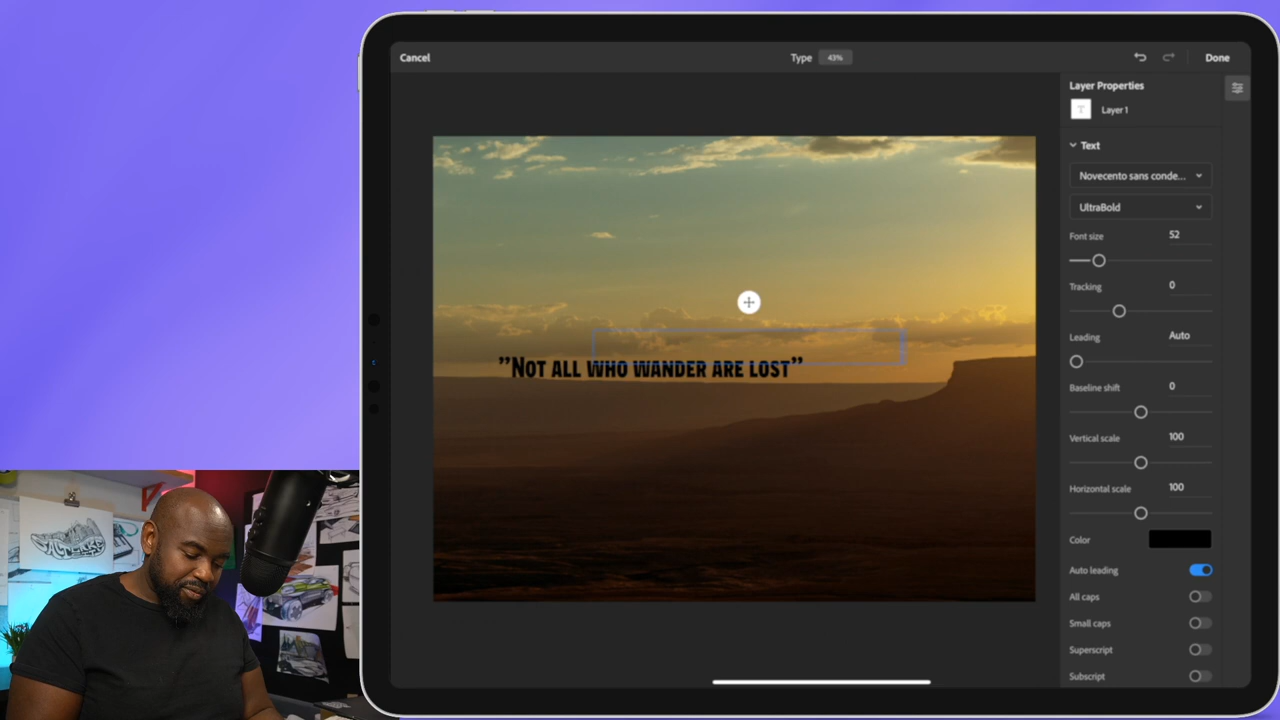 Cancel
Type 43%
Done
Layer Properties
T Layer 1
Text
Novecento sans conde...
UltraBold
Font size 52
Tracking 0
Leading Auto
Baseline shift 0
Vertical scale 100
Horizontal scale 100
Color
Auto leading
All caps
Small caps
Superscript
Subscript
”Not all who wander are lost”